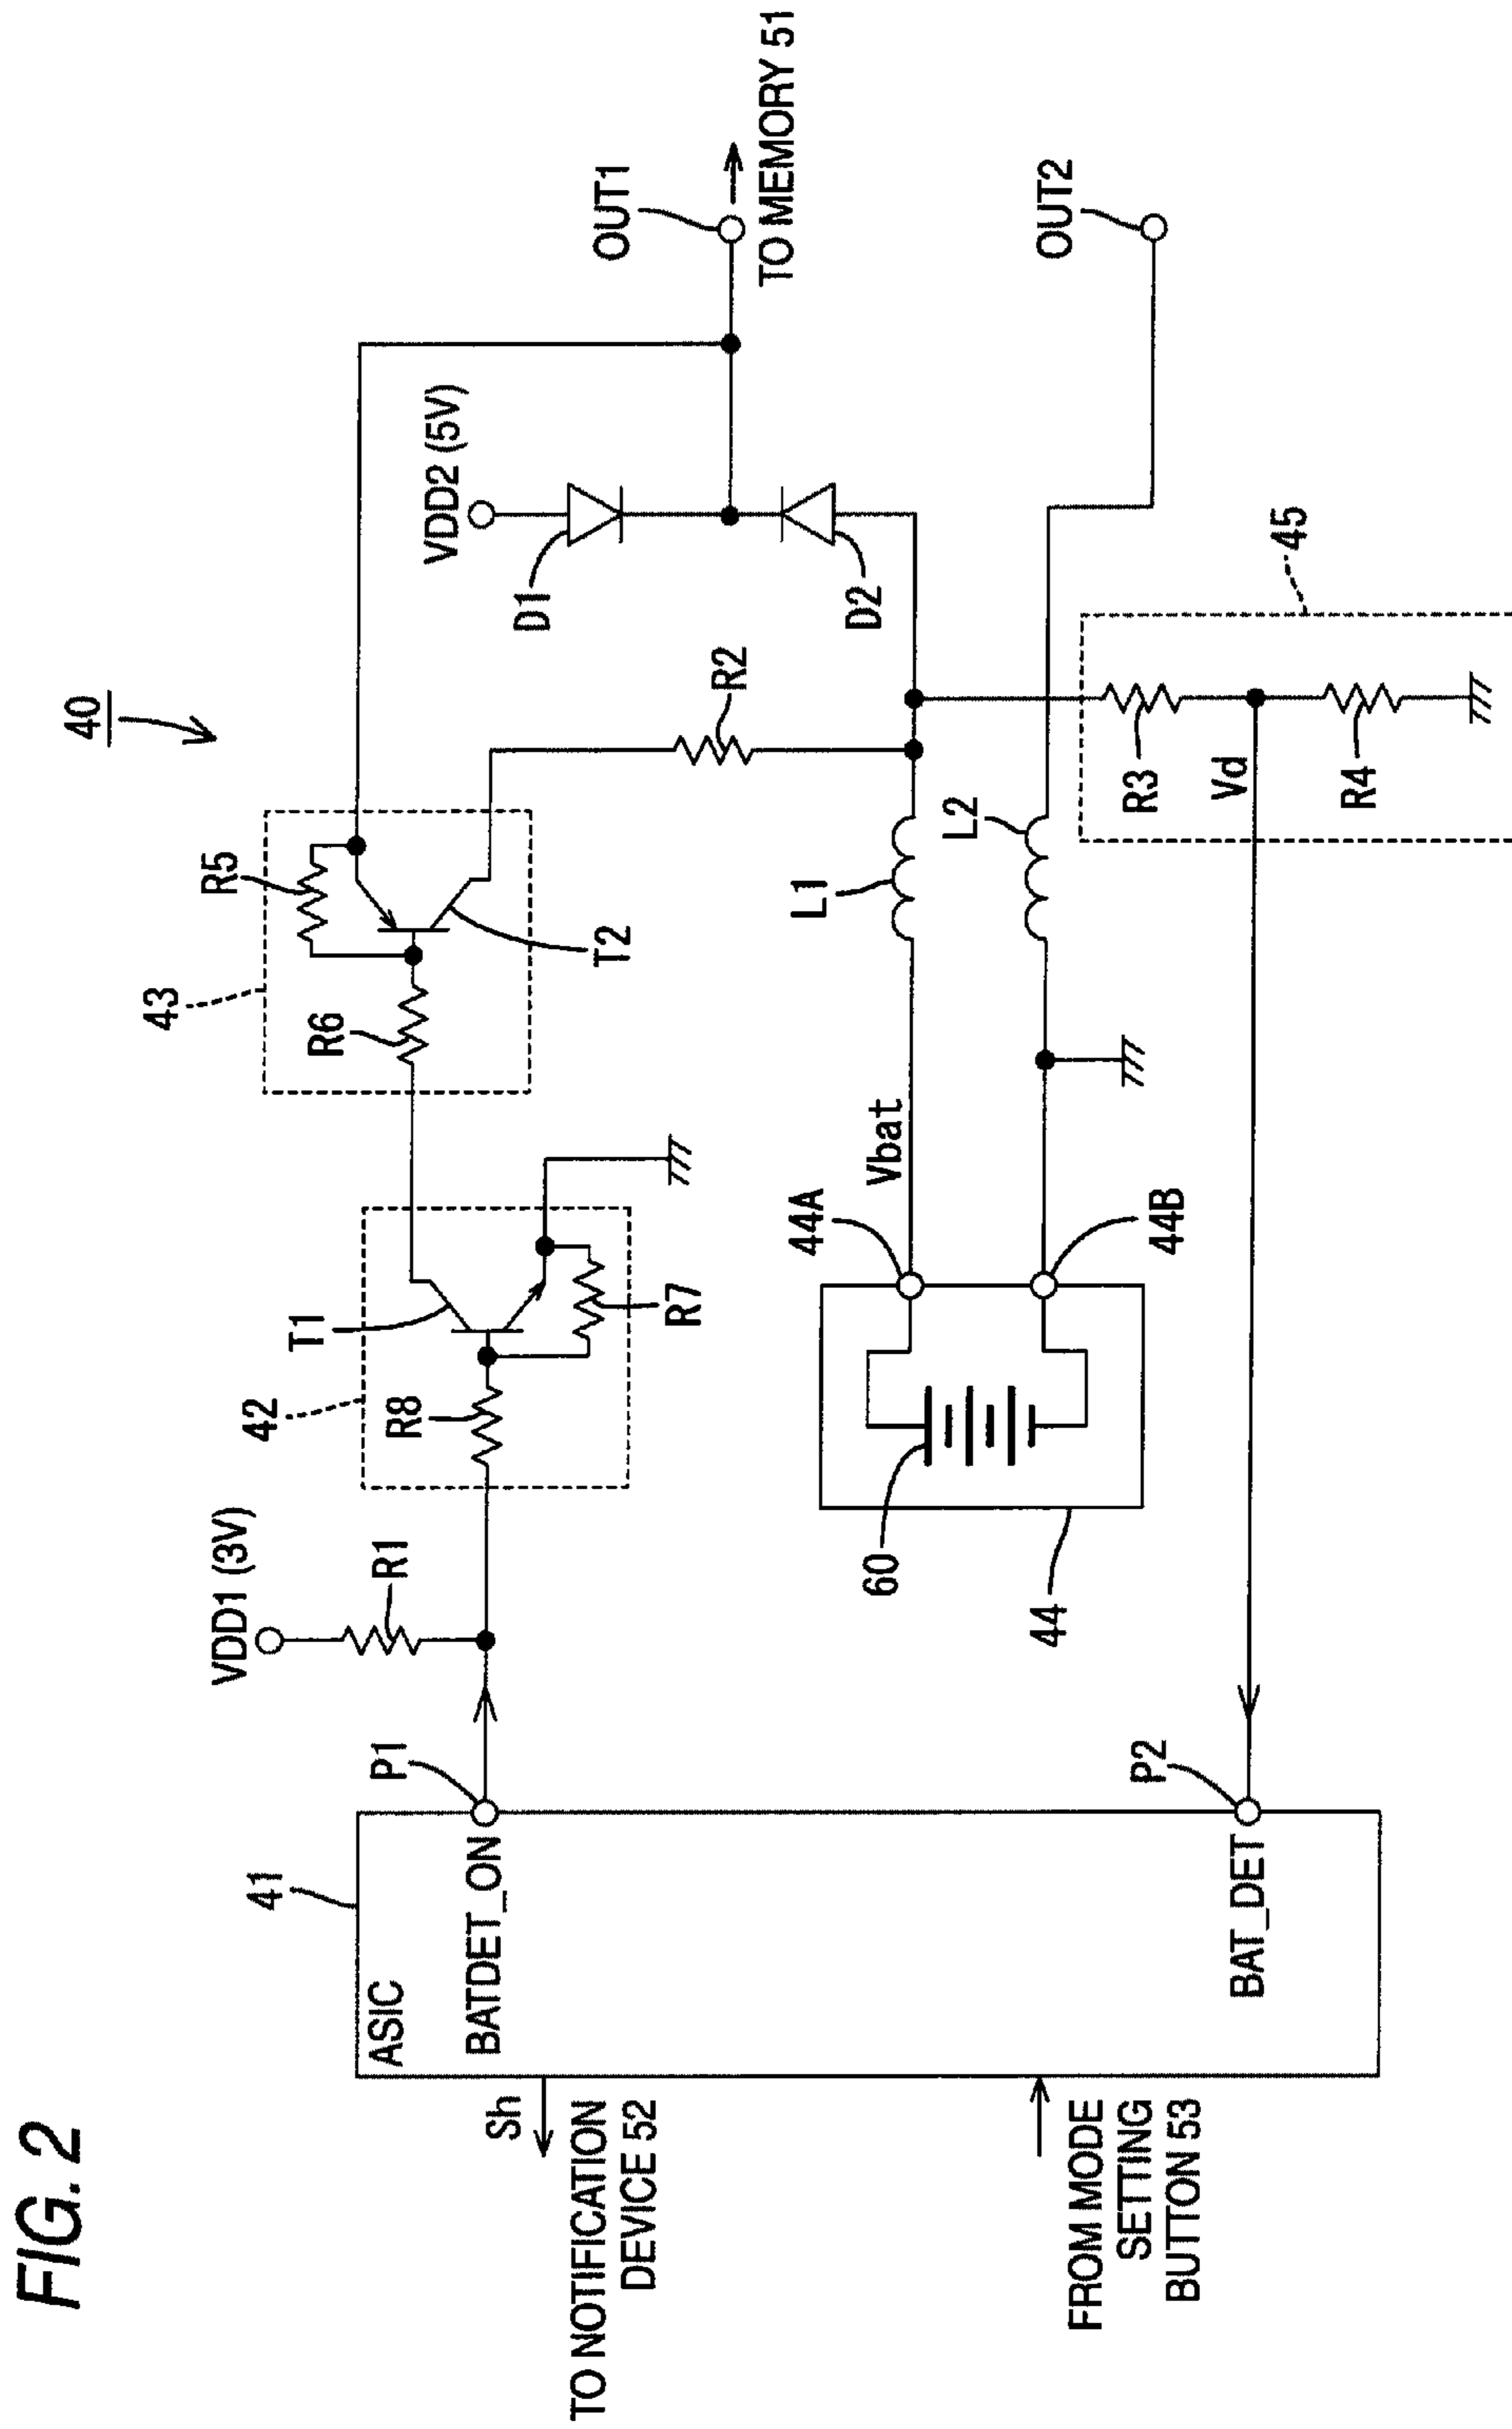 FIG. 2
40
43
R5
R6
T2
42
T1
R8
R7
VDD1 (3V)
R1
41
ASIC
P1
BATDET_ON
Sh
TO NOTIFICATION
DEVICE 52
FROM MODE
SETTING
BUTTON 53
P2
BAT_DET
VDD2 (5V)
D1
D2
R2
OUT1
TO MEMORY 51
OUT2
L1
L2
Vbat
44A
44B
60
44
45
R3
Vd
R4